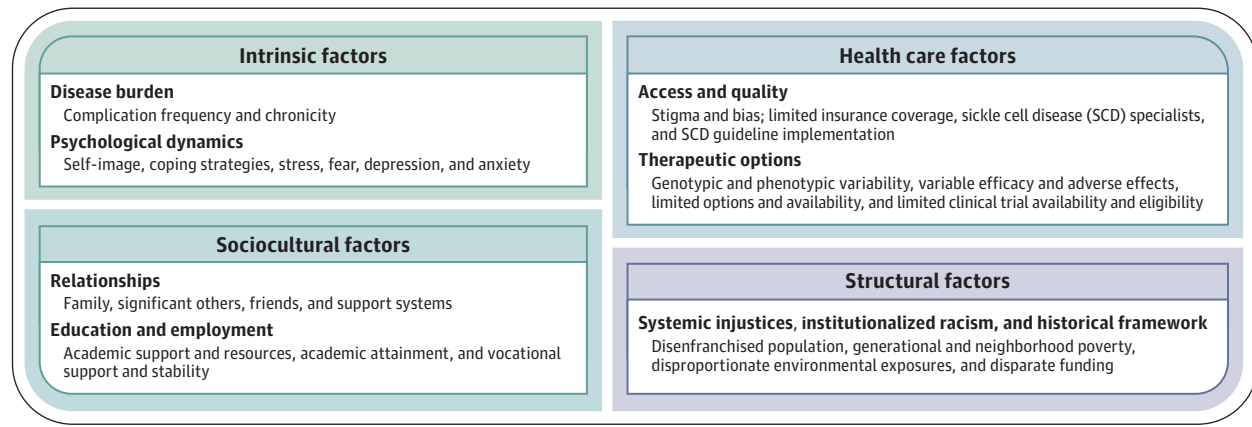 Intrinsic factors
Disease burden
Complication frequency and chronicity
Psychological dynamics
Self-image, coping strategies, stress, fear, depression, and anxiety
Sociocultural factors
Relationships
Family, significant others, friends, and support systems
Education and employment
Academic support and resources, academic attainment, and vocational
support and stability
Health care factors
Access and quality
Stigma and bias; limited insurance coverage, sickle cell disease (SCD) specialists,
and SCD guideline implementation
Therapeutic options
Genotypic and phenotypic variability, variable efficacy and adverse effects,
limited options and availability, and limited clinical trial availability and eligibility
Structural factors
Systemic injustices, institutionalized racism, and historical framework
Disenfranchised population, generational and neighborhood poverty,
disproportionate environmental exposures, and disparate funding